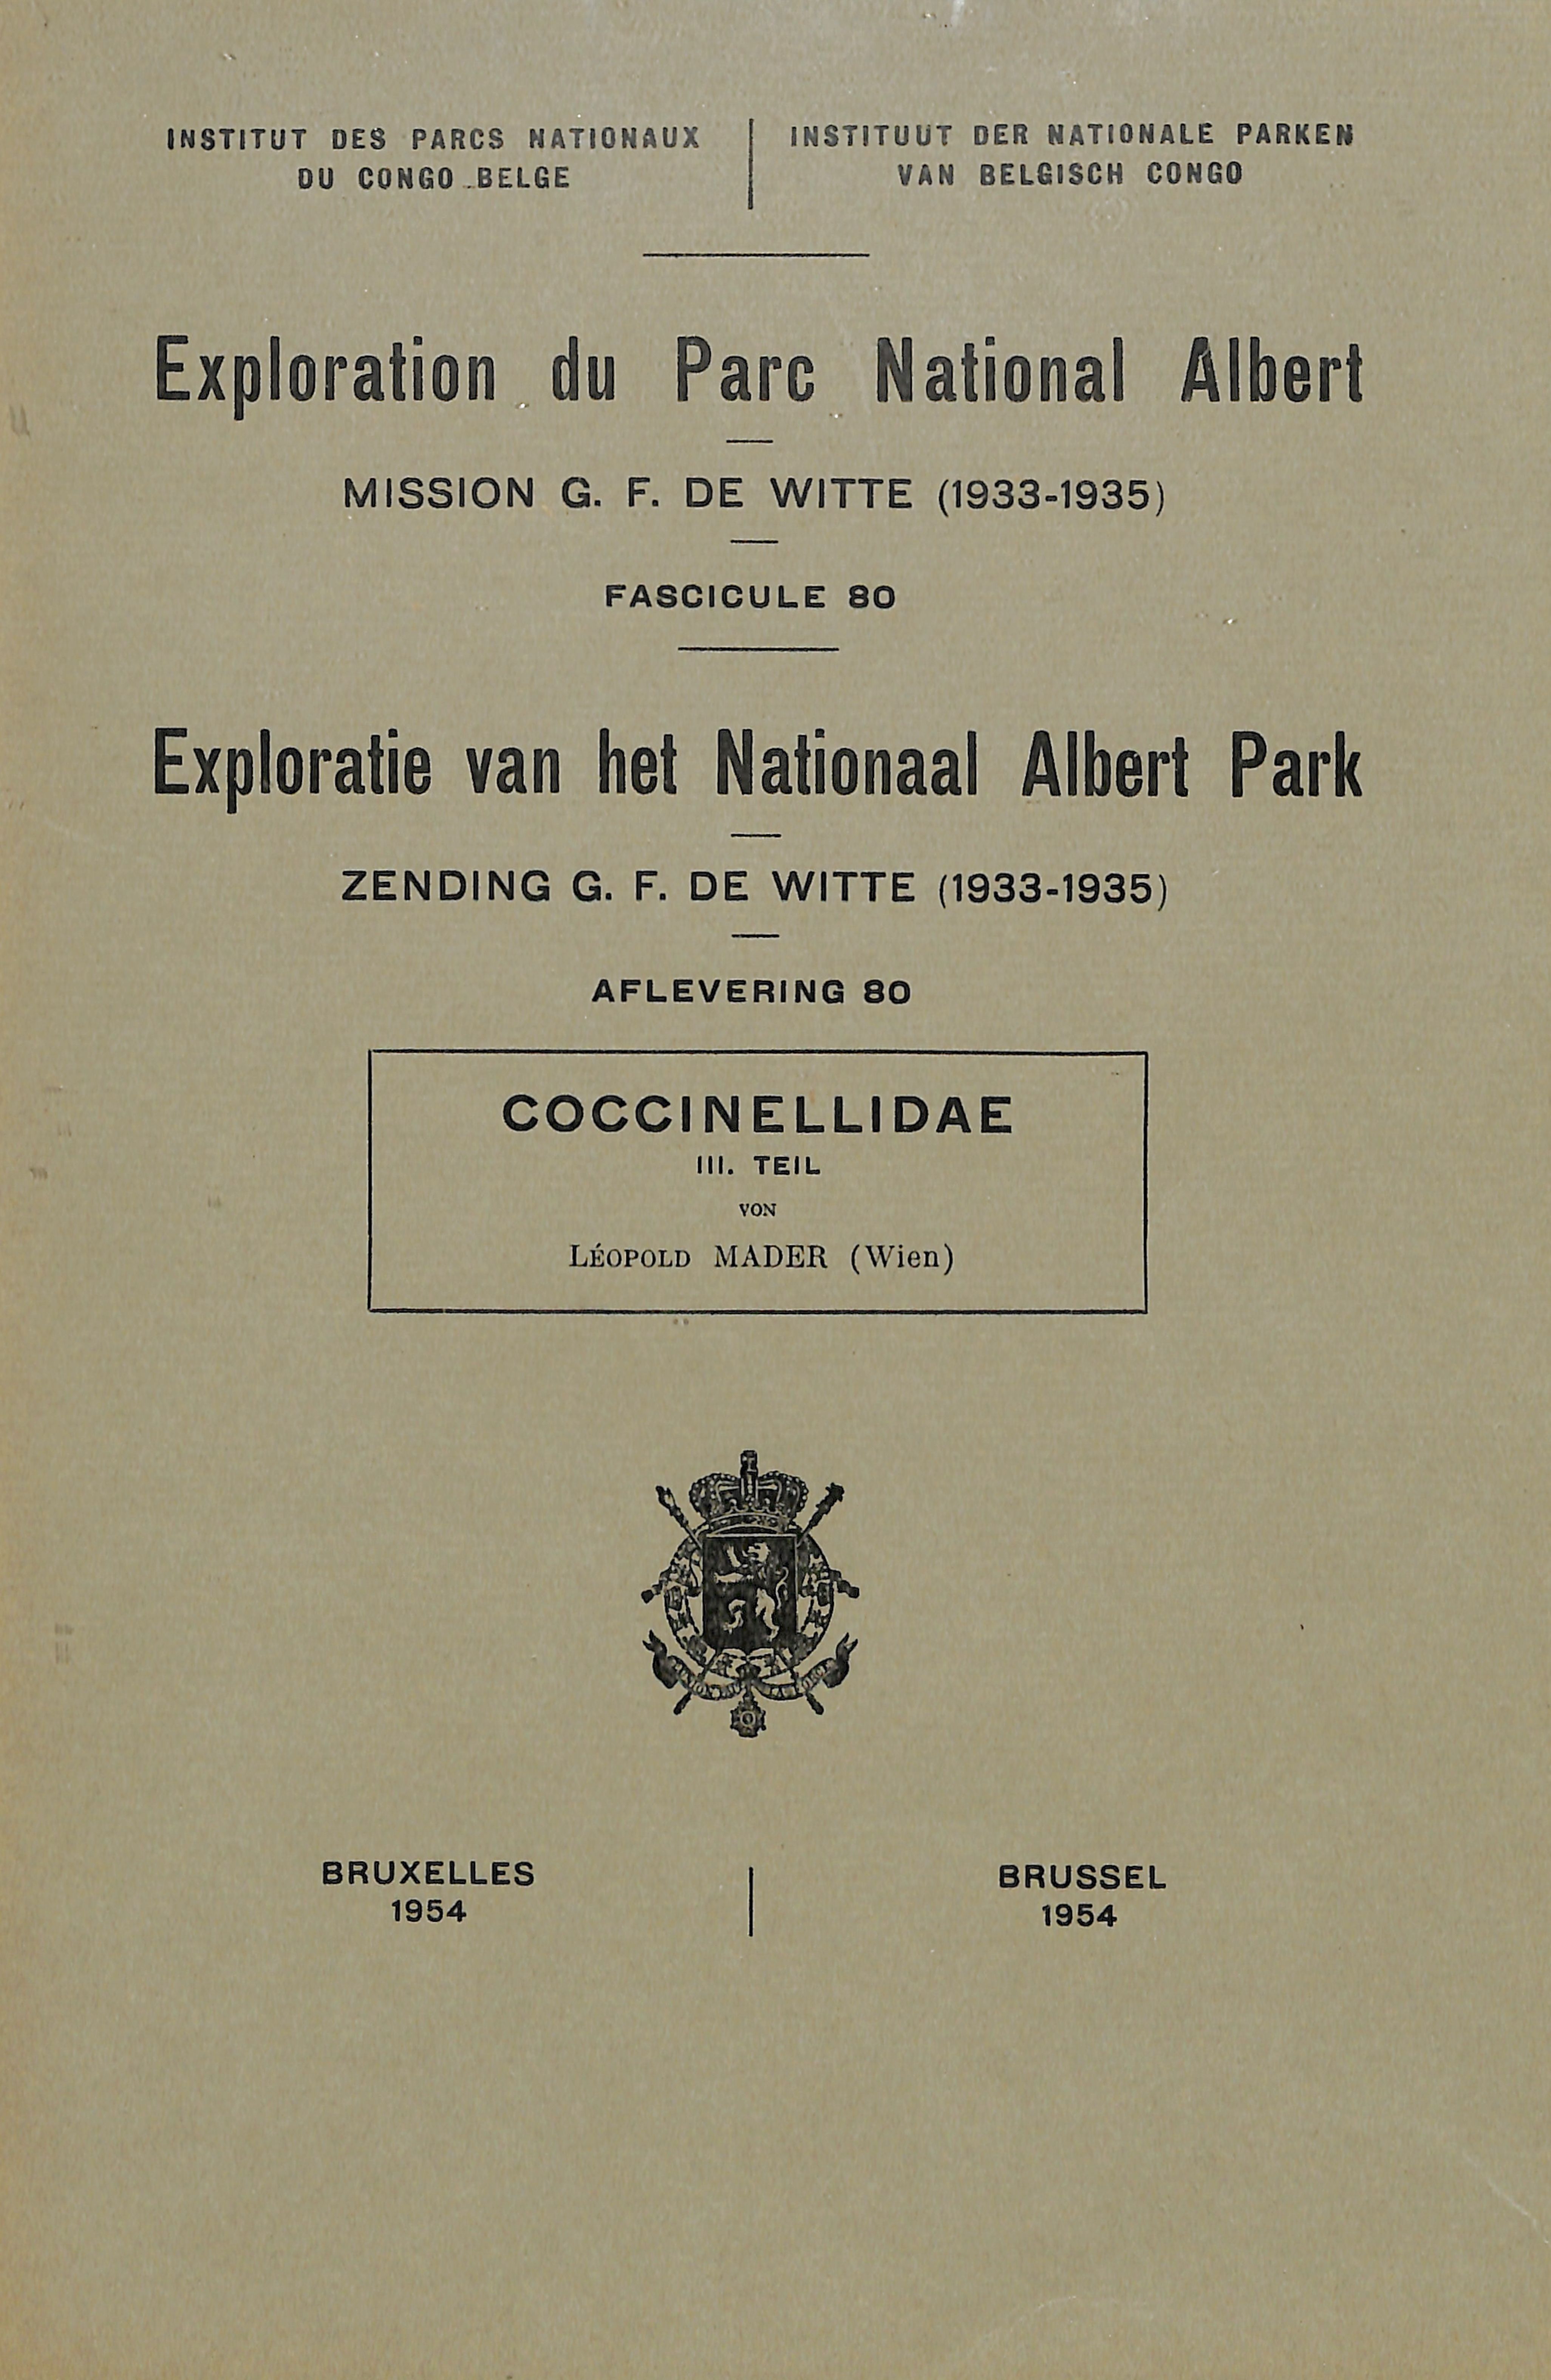 INSTITUT DES PARCS NATIONAUX
DU CONGO BELGE
INSTITUUT DER NATIONALE PARKEN
VAN BELGISCH CONGO
Exploration du Parc National Albert
MISSION G. F. DE WITTE (1933-1935)
FASCICULE 80
Exploratie van het Nationaal Albert Park
ZENDING G. F. DE WITTE (1933-1935)
AFLEVERING 80
COCCINELLIDAE
III. TEIL
VON
LÉOPOLD MADER (Wien)
BRUXELLES
1954
BRUSSEL
1954